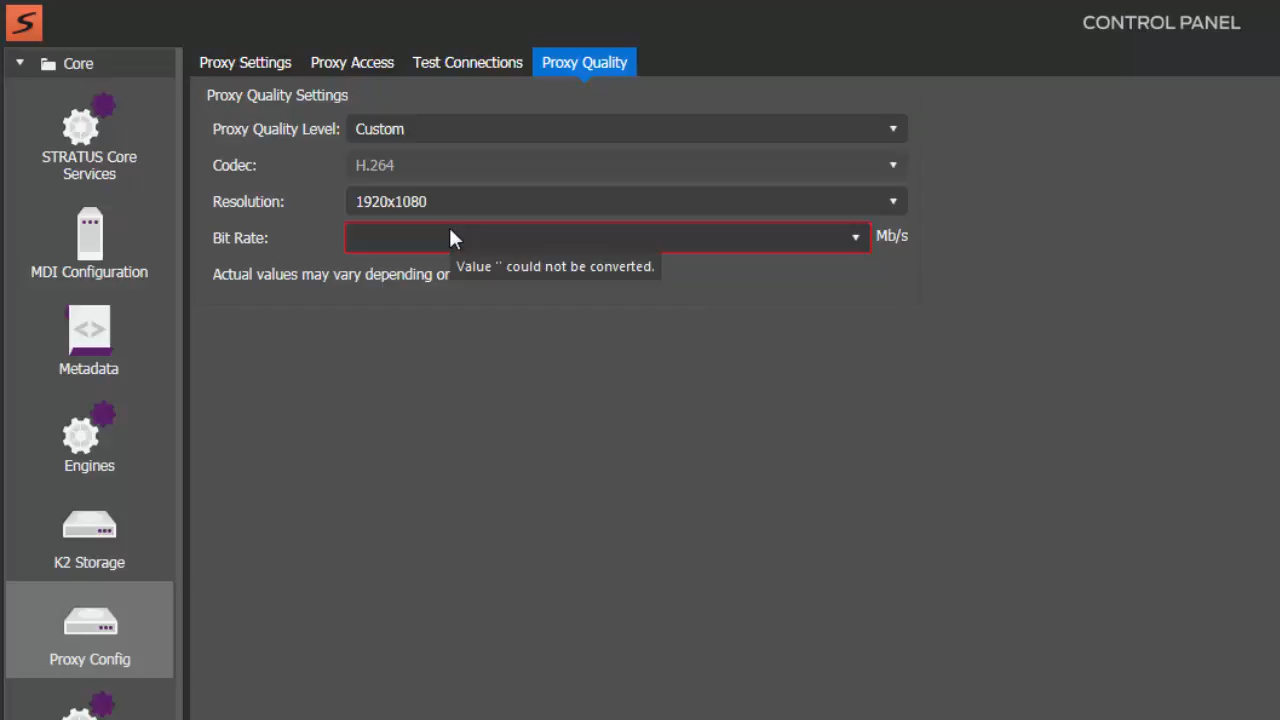 S
CONTROL PANEL
Core
Proxy Settings
Proxy Access
Test Connections
Proxy Quality
Proxy Quality Settings
Proxy Quality Level:
Custom
Codec:
H.264
Resolution:
1920x1080
Bit Rate:
Mb/s
Value '' could not be converted.
Actual values may vary depending or
STRATUS Core
Services
MDI Configuration
<>
Metadata
Engines
K2 Storage
Proxy Config